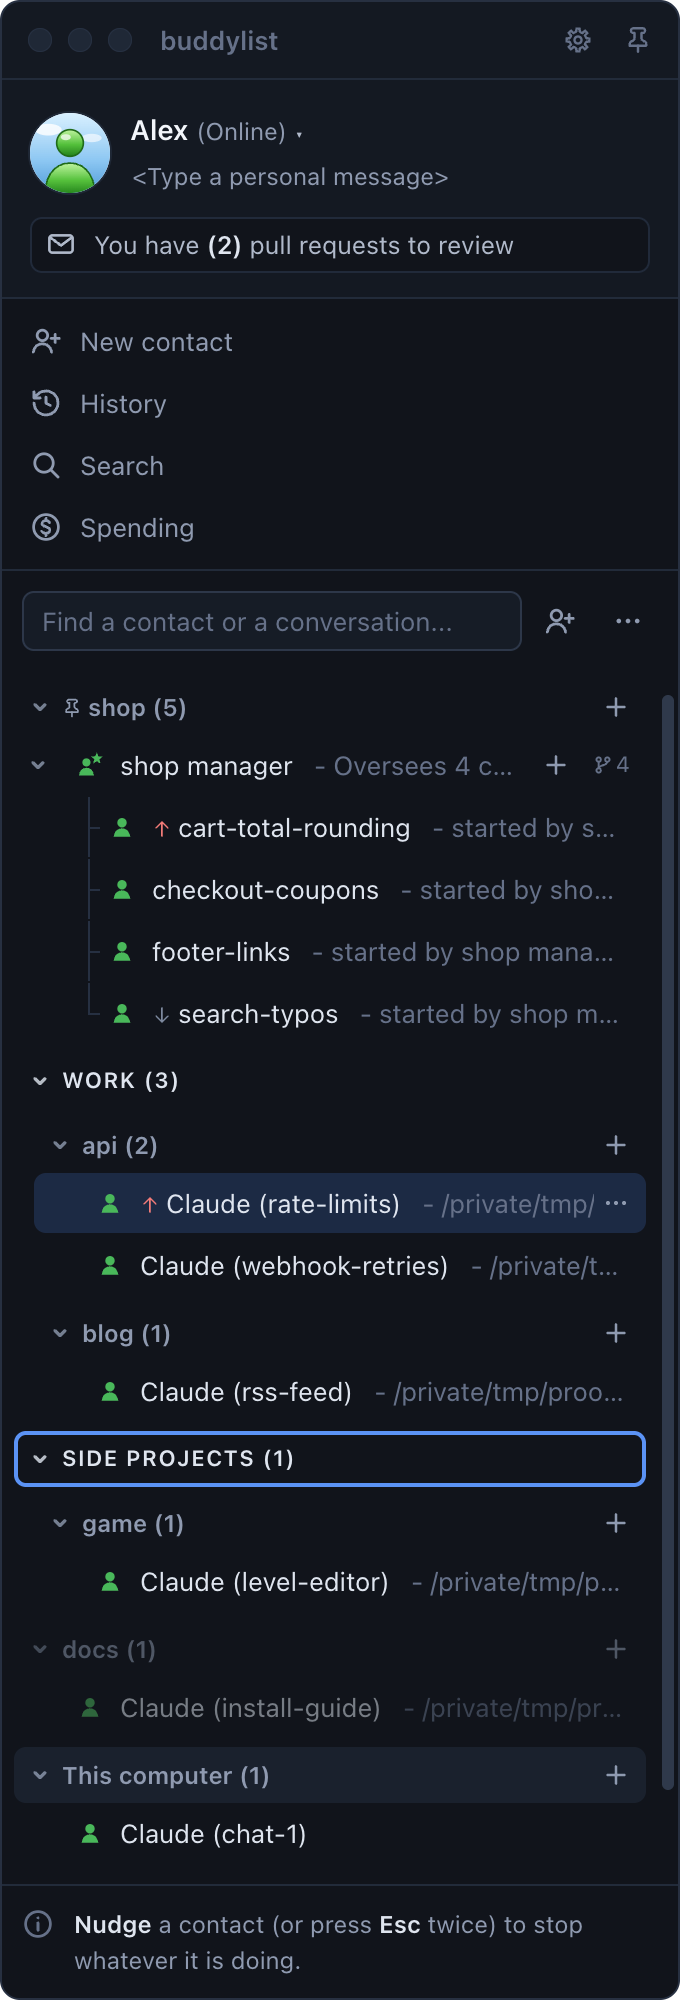 buddylist
Alex (Online)
<Type a personal message>
You have (2) pull requests to review
New contact
History
Search
Spending
Find a contact or a conversation...
shop (5)
shop manager - Oversees 4 c... 4
↑ cart-total-rounding - started by s...
checkout-coupons - started by sho...
footer-links - started by shop mana...
↓ search-typos - started by shop m...
WORK (3)
api (2)
↑ Claude (rate-limits) - /private/tmp/
Claude (webhook-retries) - /private/t...
blog (1)
Claude (rss-feed) - /private/tmp/proo...
SIDE PROJECTS (1)
game (1)
Claude (level-editor) - /private/tmp/p...
docs (1)
Claude (install-guide) - /private/tmp/pr...
This computer (1)
Claude (chat-1)
Nudge a contact (or press Esc twice) to stop
whatever it is doing.